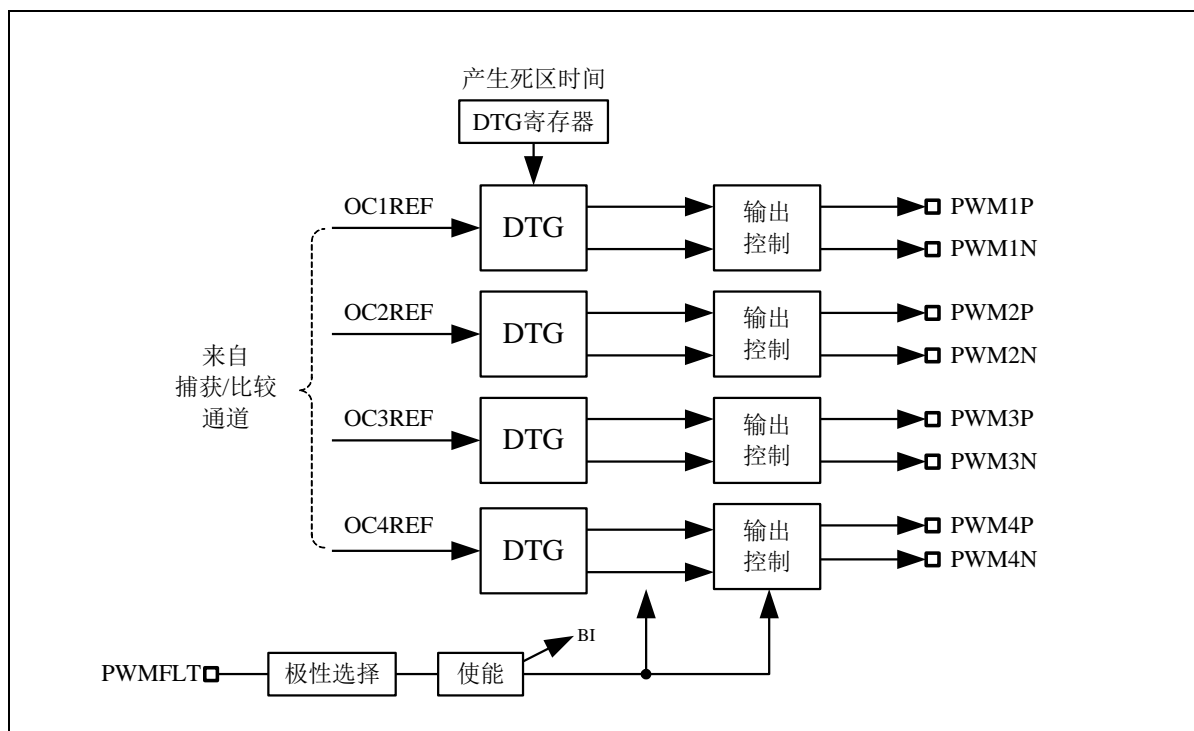 产生死区时间
DTG寄存器
OC1REF
DTG
输出
控制
PWM1P
PWM1N
OC2REF
DTG
输出
控制
PWM2P
PWM2N
来自
捕获/比较
通道
OC3REF
DTG
输出
控制
PWM3P
PWM3N
OC4REF
DTG
输出
控制
PWM4P
PWM4N
BI
PWMFLT
极性选择
使能